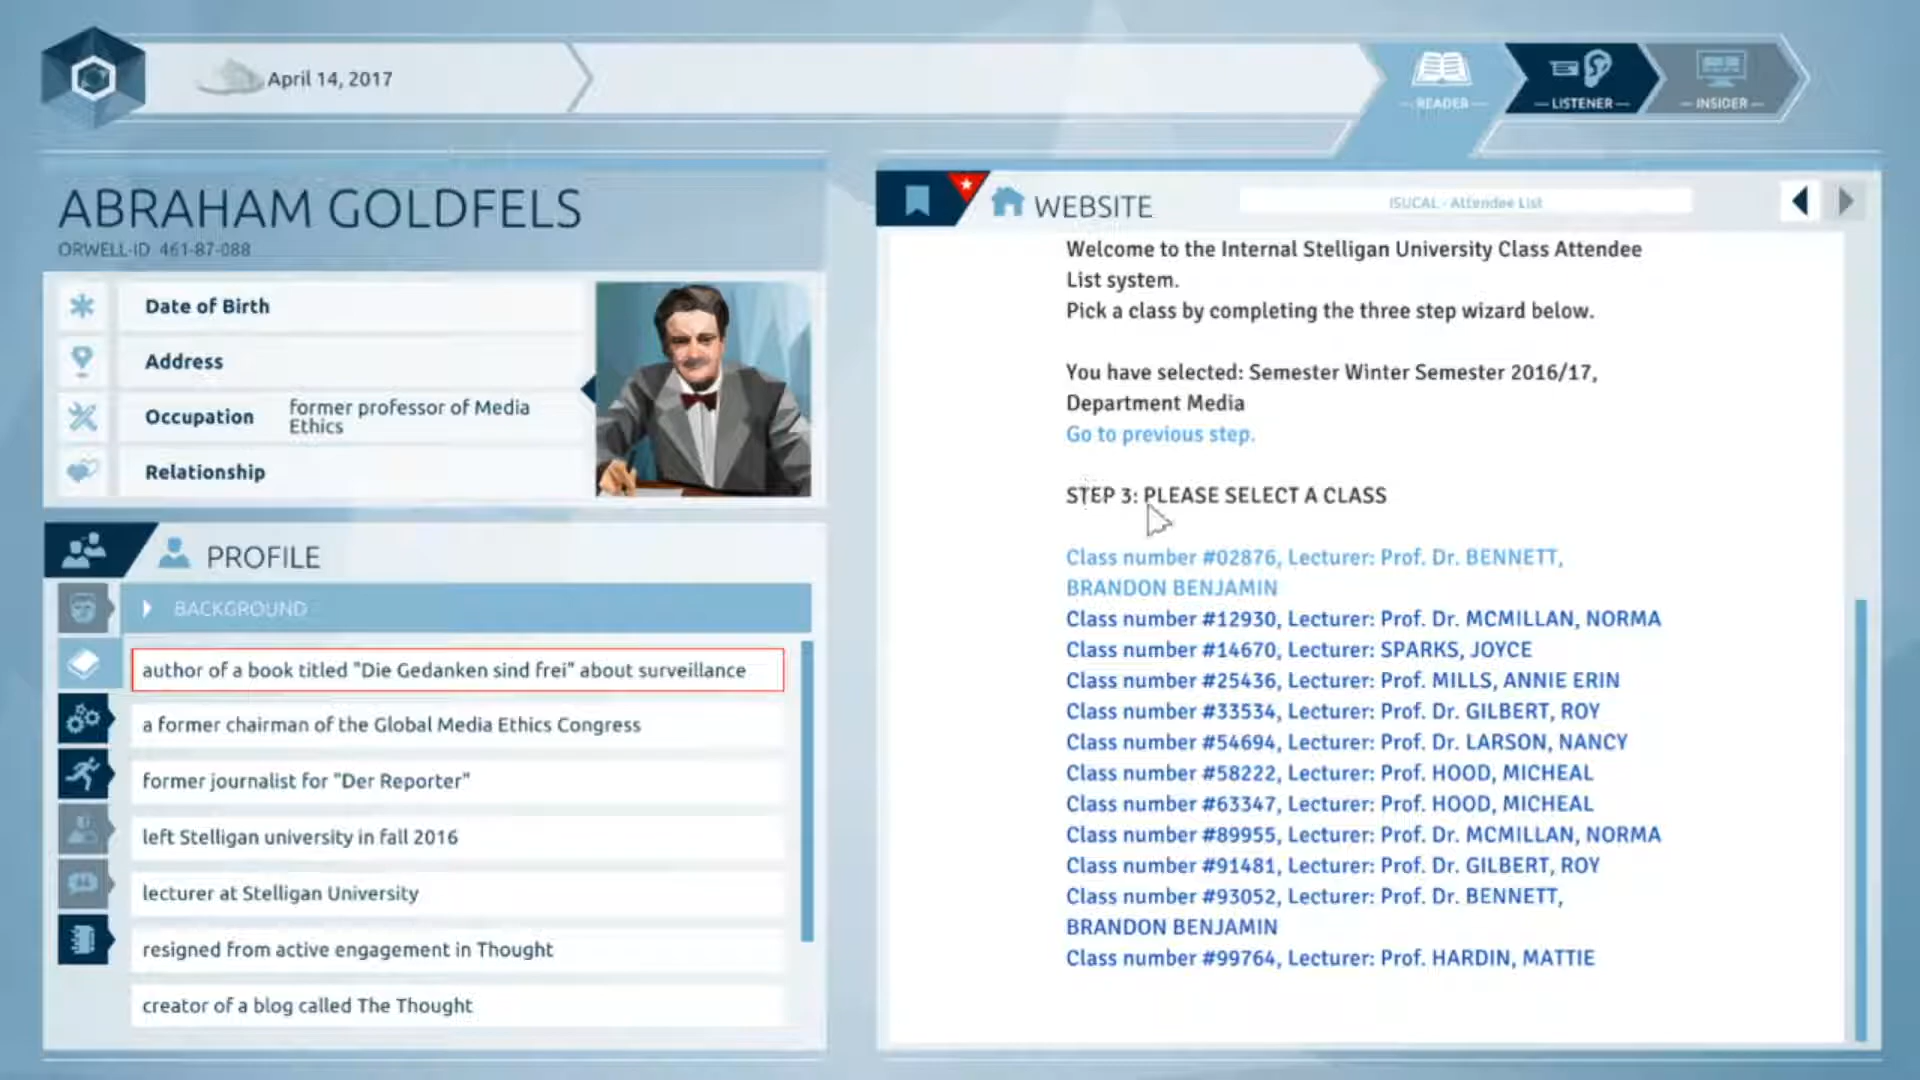 April 14, 2017
READER
LISTENER
INSIDER
ABRAHAM GOLDFELS
ORWELL-ID 461-87-088
Date of Birth
Address
Occupation
former professor of Media
Ethics
Relationship
PROFILE
BACKGROUND
author of a book titled "Die Gedanken sind frei" about surveillance
a former chairman of the Global Media Ethics Congress
former journalist for "Der Reporter"
left Stelligan university in fall 2016
lecturer at Stelligan University
resigned from active engagement in Thought
creator of a blog called The Thought
WEBSITE
ISUCAL - Attendee List
Welcome to the Internal Stelligan University Class Attendee
List system.
Pick a class by completing the three step wizard below.
You have selected: Semester Winter Semester 2016/17,
Department Media
Go to previous step.
STEP 3: PLEASE SELECT A CLASS
Class number #02876, Lecturer: Prof. Dr. BENNETT,
BRANDON BENJAMIN
Class number #12930, Lecturer: Prof. Dr. MCMILLAN, NORMA
Class number #14670, Lecturer: SPARKS, JOYCE
Class number #25436, Lecturer: Prof. MILLS, ANNIE ERIN
Class number #33534, Lecturer: Prof. Dr. GILBERT, ROY
Class number #54694, Lecturer: Prof. Dr. LARSON, NANCY
Class number #58222, Lecturer: Prof. HOOD, MICHEAL
Class number #63347, Lecturer: Prof. HOOD, MICHEAL
Class number #89955, Lecturer: Prof. Dr. MCMILLAN, NORMA
Class number #91481, Lecturer: Prof. Dr. GILBERT, ROY
Class number #93052, Lecturer: Prof. Dr. BENNETT,
BRANDON BENJAMIN
Class number #99764, Lecturer: Prof. HARDIN, MATTIE